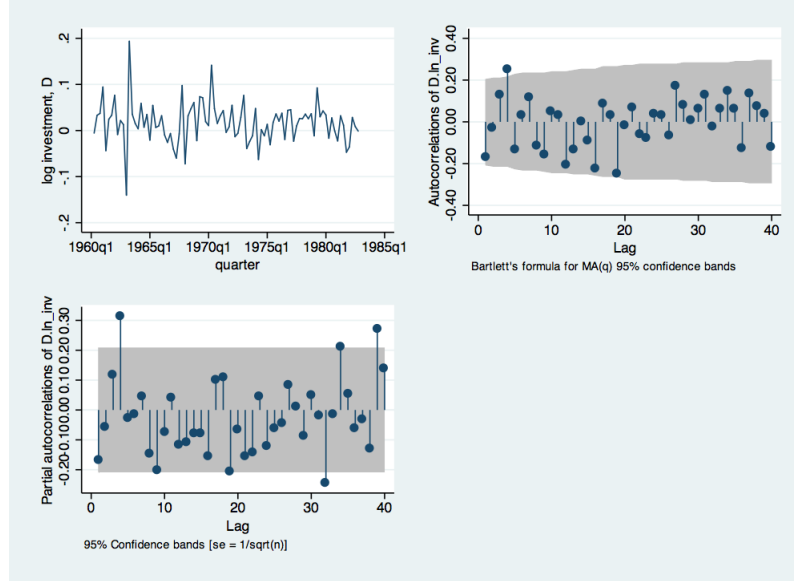 log investment, D
.2
.1
0
-.1
-.2
1960q1 1965q1 1970q1 1975q1 1980q1 1985q1
quarter
Autocorrelations of D.ln_inv
0.40
0.20
0.00
-0.20
-0.40
0 10 20 30 40
Lag
Bartlett's formula for MA(q) 95% confidence bands
Partial autocorrelations of D.ln_inv
0.30
0.20
0.10
0.00
-0.10
-0.20
0 10 20 30 40
Lag
95% Confidence bands [se = 1/sqrt(n)]